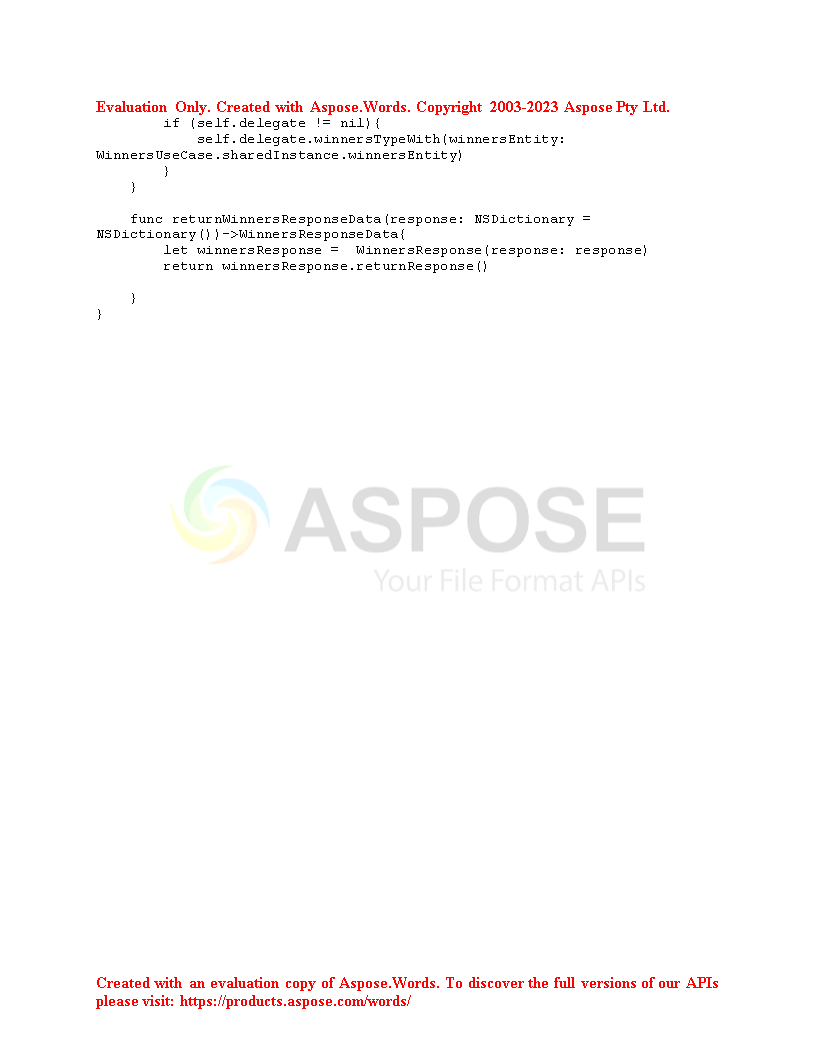 Evaluation Only. Created with Aspose.Words. Copyright 2003-2023 Aspose Pty Ltd.
        if (self.delegate != nil){
            self.delegate.winnersTypeWith(winnersEntity:
WinnersUseCase.sharedInstance.winnersEntity)
        }
    }

    func returnWinnersResponseData(response: NSDictionary =
NSDictionary())->WinnersResponseData{
        let winnersResponse =  WinnersResponse(response: response)
        return winnersResponse.returnResponse()

    }
}
ASPOSE
Your File Format APIs
Created with an evaluation copy of Aspose.Words. To discover the full versions of our APIs
please visit: https://products.aspose.com/words/